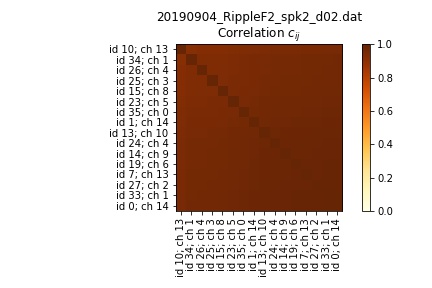 20190904_RippleF2_spk2_d02.dat
Correlation c_ij
id 10; ch 13
id 34; ch 1
id 26; ch 4
id 25; ch 3
id 15; ch 8
id 23; ch 5
id 35; ch 0
id 1; ch 14
id 13; ch 10
id 24; ch 4
id 14; ch 9
id 19; ch 6
id 7; ch 13
id 27; ch 2
id 33; ch 1
id 0; ch 14
id 10; ch 13
id 34; ch 1
id 26; ch 4
id 25; ch 3
id 15; ch 8
id 23; ch 5
id 35; ch 0
id 1; ch 14
id 13; ch 10
id 24; ch 4
id 14; ch 9
id 19; ch 6
id 7; ch 13
id 27; ch 2
id 33; ch 1
id 0; ch 14
1.0
0.8
0.6
0.4
0.2
0.0